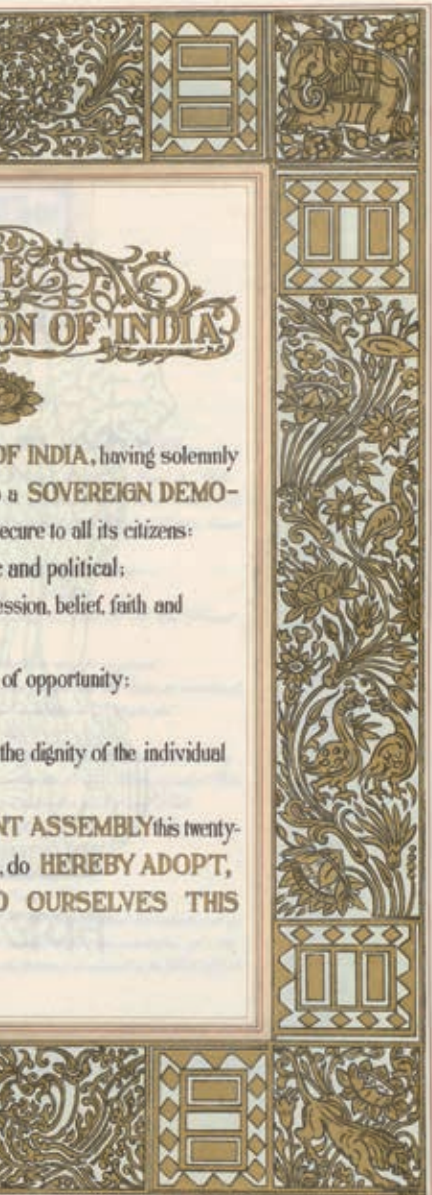 E
ON OF INDIA
OF INDIA, having solemnly
a SOVEREIGN DEMO-
ecure to all its citizens:
and political;
ession, belief, faith and
of opportunity;
the dignity of the individual
NT ASSEMBLY this twenty-
, do HEREBY ADOPT,
OURSELVES THIS